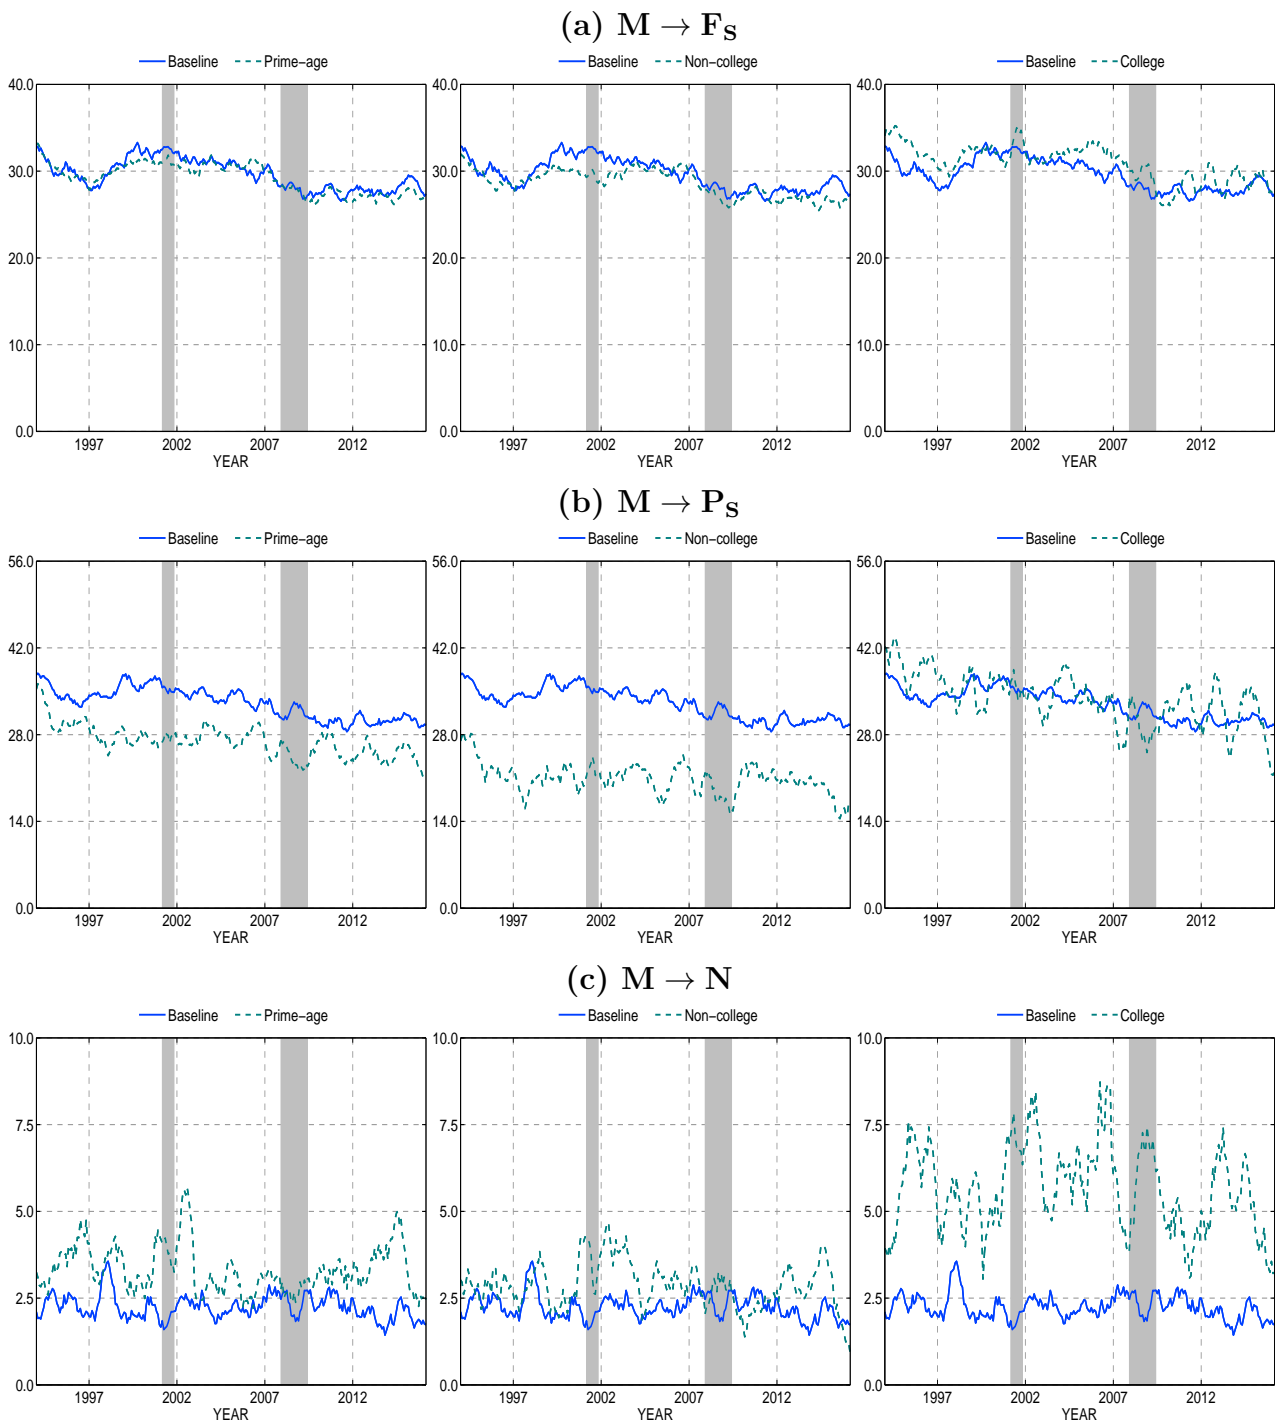 (a) M → F_S
Baseline Prime-age Baseline Non-college Baseline College
40.0 40.0 40.0
30.0 30.0 30.0
20.0 20.0 20.0
10.0 10.0 10.0
0.0 0.0 0.0
1997 2002 2007 2012 1997 2002 2007 2012 1997 2002 2007 2012
YEAR YEAR YEAR
(b) M → P_S
Baseline Prime-age Baseline Non-college Baseline College
56.0 56.0 56.0
42.0 42.0 42.0
28.0 28.0 28.0
14.0 14.0 14.0
0.0 0.0 0.0
1997 2002 2007 2012 1997 2002 2007 2012 1997 2002 2007 2012
YEAR YEAR YEAR
(c) M → N
Baseline Prime-age Baseline Non-college Baseline College
10.0 10.0 10.0
7.5 7.5 7.5
5.0 5.0 5.0
2.5 2.5 2.5
0.0 0.0 0.0
1997 2002 2007 2012 1997 2002 2007 2012 1997 2002 2007 2012
YEAR YEAR YEAR